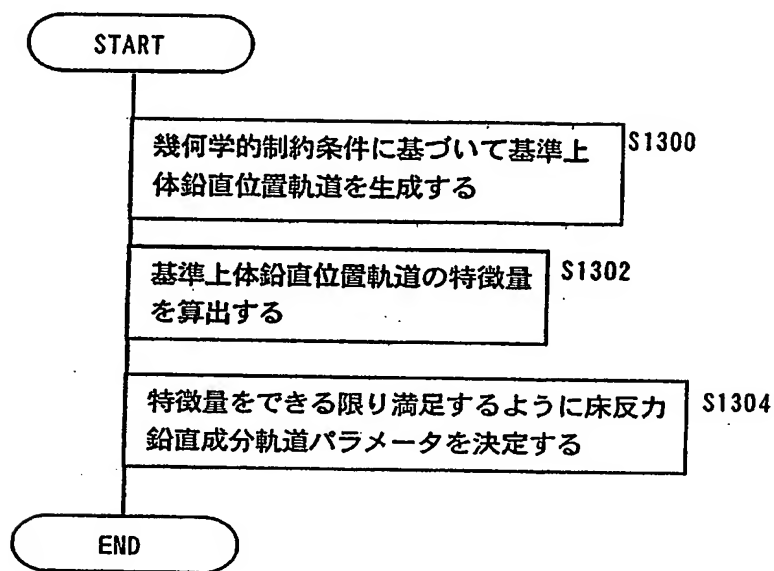 START
幾何学的制約条件に基づいて基準上
体鉛直位置軌道を生成する
S1300
基準上体鉛直位置軌道の特徴量
を算出する
S1302
特徴量をできる限り満足するように床反力
鉛直成分軌道パラメータを決定する
S1304
END